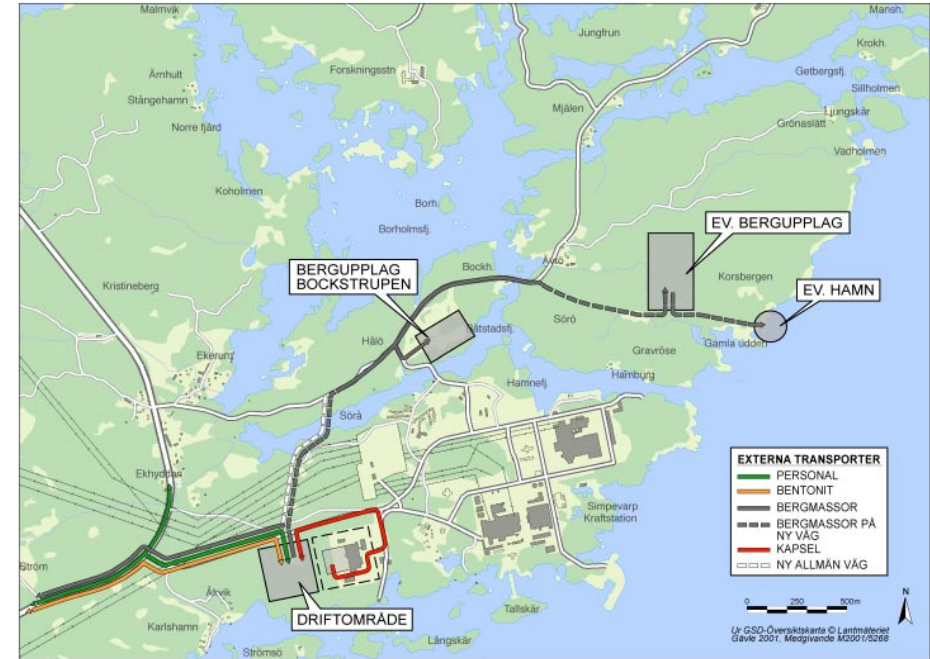 Malmvik
Mansh.
Jungfrun
Krokh.
Forskningsstn
Ärnhult
Getbergsfj.
Stångehamn
Sillholmen
Mjälen
Ljungskär
Norre fjärd
Grönaslätt
Vadholmen
Koholmen
Borh.
EV. BERGUPPLAG
Borholmsfj.
Ävrö
BERGUPPLAG
BOCKSTRUPEN
Bockh.
Korsbergen
Kristineberg
EV. HAMN
Sörö
Båtstadsfj.
Hålö
Gamla udden
Gravröse
Ekerum
Hamnefj.
Hamburg
Sörå
Ekhyddan
Simpevarp
Kraftstation
EXTERNA TRANSPORTER
PERSONAL
BENTONIT
BERGMASSOR
BERGMASSOR PÅ
NY VÄG
KAPSEL
NY ALLMÄN VÄG
Ström
Äkvik
DRIFTOMRÅDE
Tallskär
Karlshamn
Långskär
Strömsö
0 250 500m
N
Ur GSD-Översiktskarta © Lantmäteriet
Gävle 2001, Medgivande M2001/5268